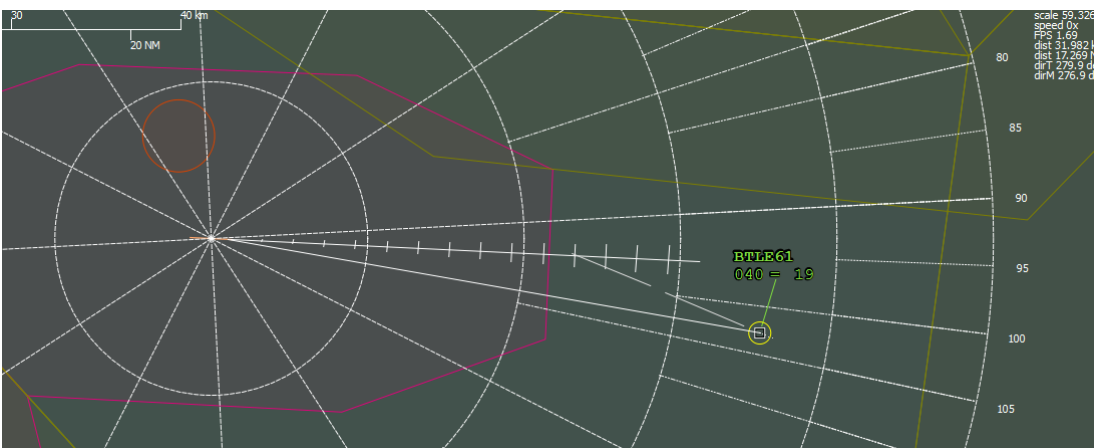 30
40 km
20 NM
scale 59.326
speed 0x
FPS 1.69
dist 31.982 k
dist 17.269 N
dirT 279.9 de
dirM 276.9 d
80
85
90
95
100
105
BTLE61
040 = 19